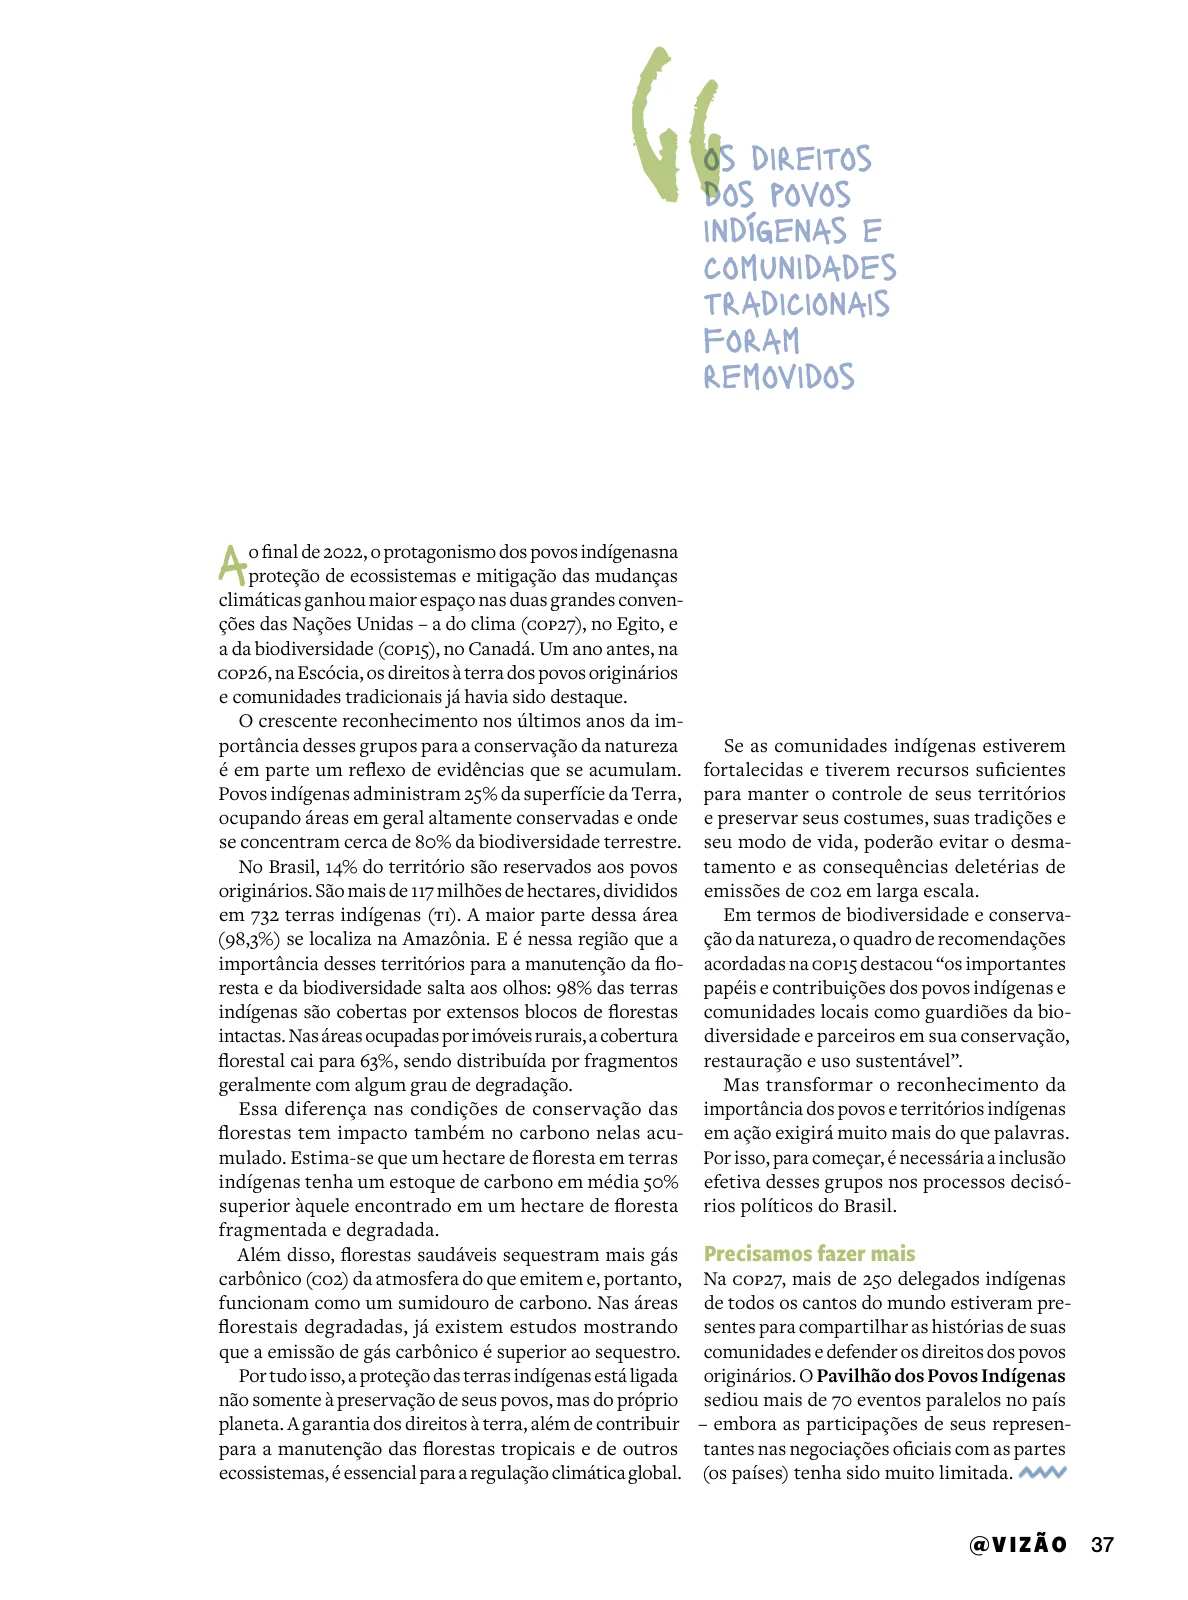 OS DIREITOS
DOS POVOS
INDÍGENAS E
COMUNIDADES
TRADICIONAIS
FORAM
REMOVIDOS
Ao final de 2022, o protagonismo dos povos indígenasna
proteção de ecossistemas e mitigação das mudanças
climáticas ganhou maior espaço nas duas grandes conven-
ções das Nações Unidas – a do clima (COP27), no Egito, e
a da biodiversidade (COP15), no Canadá. Um ano antes, na
COP26, na Escócia, os direitos à terra dos povos originários
e comunidades tradicionais já havia sido destaque.
O crescente reconhecimento nos últimos anos da im-
portância desses grupos para a conservação da natureza
é em parte um reflexo de evidências que se acumulam.
Povos indígenas administram 25% da superfície da Terra,
ocupando áreas em geral altamente conservadas e onde
se concentram cerca de 80% da biodiversidade terrestre.
No Brasil, 14% do território são reservados aos povos
originários. São mais de 117 milhões de hectares, divididos
em 732 terras indígenas (TI). A maior parte dessa área
(98,3%) se localiza na Amazônia. E é nessa região que a
importância desses territórios para a manutenção da flo-
resta e da biodiversidade salta aos olhos: 98% das terras
indígenas são cobertas por extensos blocos de florestas
intactas. Nas áreas ocupadas por imóveis rurais, a cobertura
florestal cai para 63%, sendo distribuída por fragmentos
geralmente com algum grau de degradação.
Essa diferença nas condições de conservação das
florestas tem impacto também no carbono nelas acu-
mulado. Estima-se que um hectare de floresta em terras
indígenas tenha um estoque de carbono em média 50%
superior àquele encontrado em um hectare de floresta
fragmentada e degradada.
Além disso, florestas saudáveis sequestram mais gás
carbônico (CO2) da atmosfera do que emitem e, portanto,
funcionam como um sumidouro de carbono. Nas áreas
florestais degradadas, já existem estudos mostrando
que a emissão de gás carbônico é superior ao sequestro.
Por tudo isso, a proteção das terras indígenas está ligada
não somente à preservação de seus povos, mas do próprio
planeta. A garantia dos direitos à terra, além de contribuir
para a manutenção das florestas tropicais e de outros
ecossistemas, é essencial para a regulação climática global.
Se as comunidades indígenas estiverem
fortalecidas e tiverem recursos suficientes
para manter o controle de seus territórios
e preservar seus costumes, suas tradições e
seu modo de vida, poderão evitar o desma-
tamento e as consequências deletérias de
emissões de CO2 em larga escala.
Em termos de biodiversidade e conserva-
ção da natureza, o quadro de recomendações
acordadas na COP15 destacou “os importantes
papéis e contribuições dos povos indígenas e
comunidades locais como guardiões da bio-
diversidade e parceiros em sua conservação,
restauração e uso sustentável”.
Mas transformar o reconhecimento da
importância dos povos e territórios indígenas
em ação exigirá muito mais do que palavras.
Por isso, para começar, é necessária a inclusão
efetiva desses grupos nos processos decisó-
rios políticos do Brasil.
Precisamos fazer mais
Na COP27, mais de 250 delegados indígenas
de todos os cantos do mundo estiveram pre-
sentes para compartilhar as histórias de suas
comunidades e defender os direitos dos povos
originários. O Pavilhão dos Povos Indígenas
sediou mais de 70 eventos paralelos no país
– embora as participações de seus represen-
tantes nas negociações oficiais com as partes
(os países) tenha sido muito limitada.
@VIZÃO 37